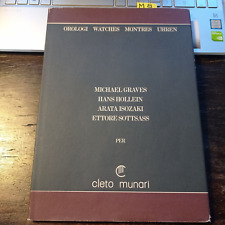 OROLOGI WATCHES MONTRES UHREN
MICHAEL GRAVES
HANS HOLLEIN
ARATA ISOZAKI
ETTORE SOTTSASS
PER
cleto munari